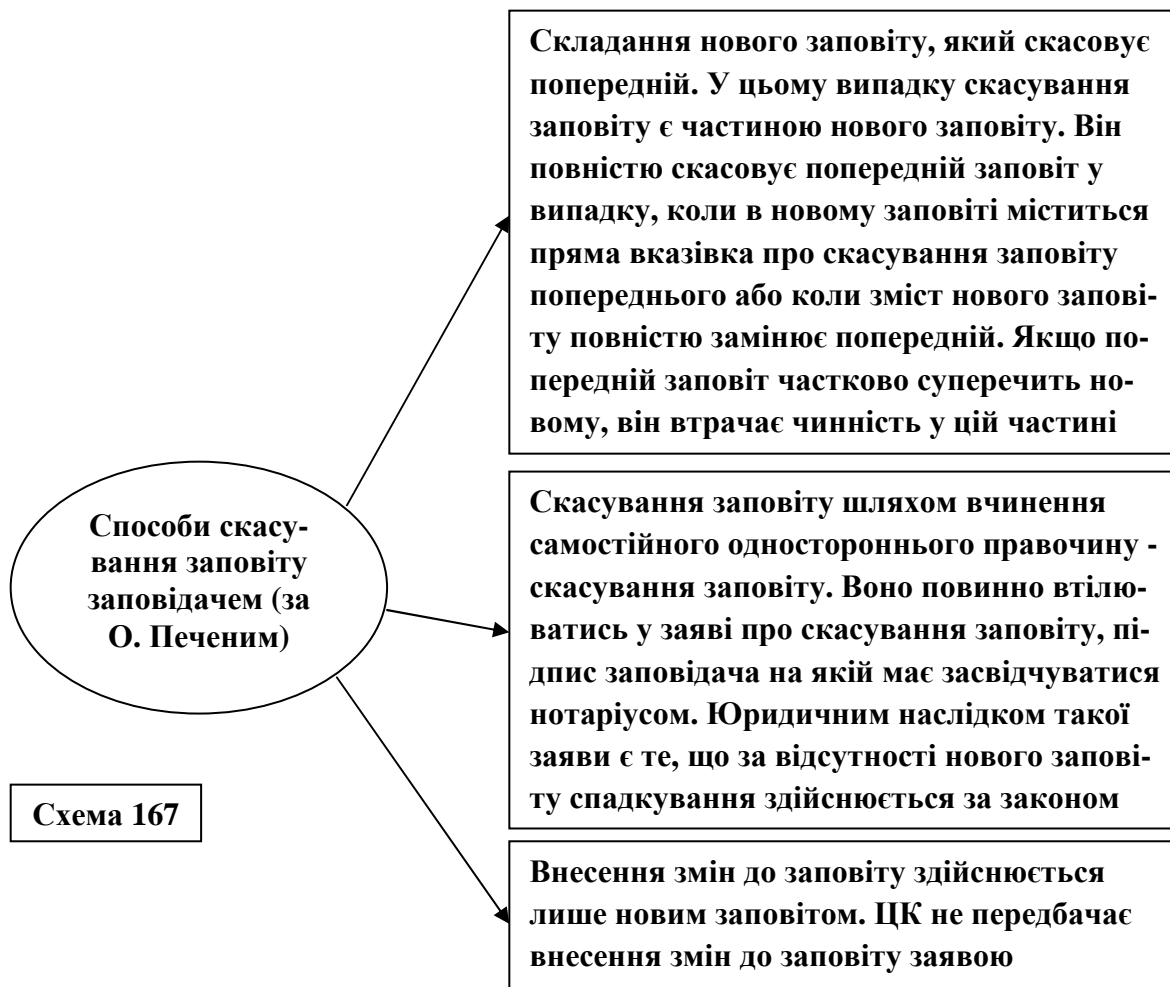 Складання нового заповіту, який скасовує
попередній. У цьому випадку скасування
заповіту є частиною нового заповіту. Він
повністю скасовує попередній заповіт у
випадку, коли в новому заповіті міститься
пряма вказівка про скасування заповіту
попереднього або коли зміст нового запові-
ту повністю замінює попередній. Якщо по-
передній заповіт частково суперечить но-
вому, він втрачає чинність у цій частині
Способи скасу-
вання заповіту
заповідачем (за
О. Печеним)
Скасування заповіту шляхом вчинення
самостійного одностороннього правочину -
скасування заповіту. Воно повинно втілю-
ватись у заяві про скасування заповіту, пі-
дпис заповідача на якій має засвідчуватися
нотаріусом. Юридичним наслідком такої
заяви є те, що за відсутності нового запові-
ту спадкування здійснюється за законом
Схема 167
Внесення змін до заповіту здійснюється
лише новим заповітом. ЦК не передбачає
внесення змін до заповіту заявою